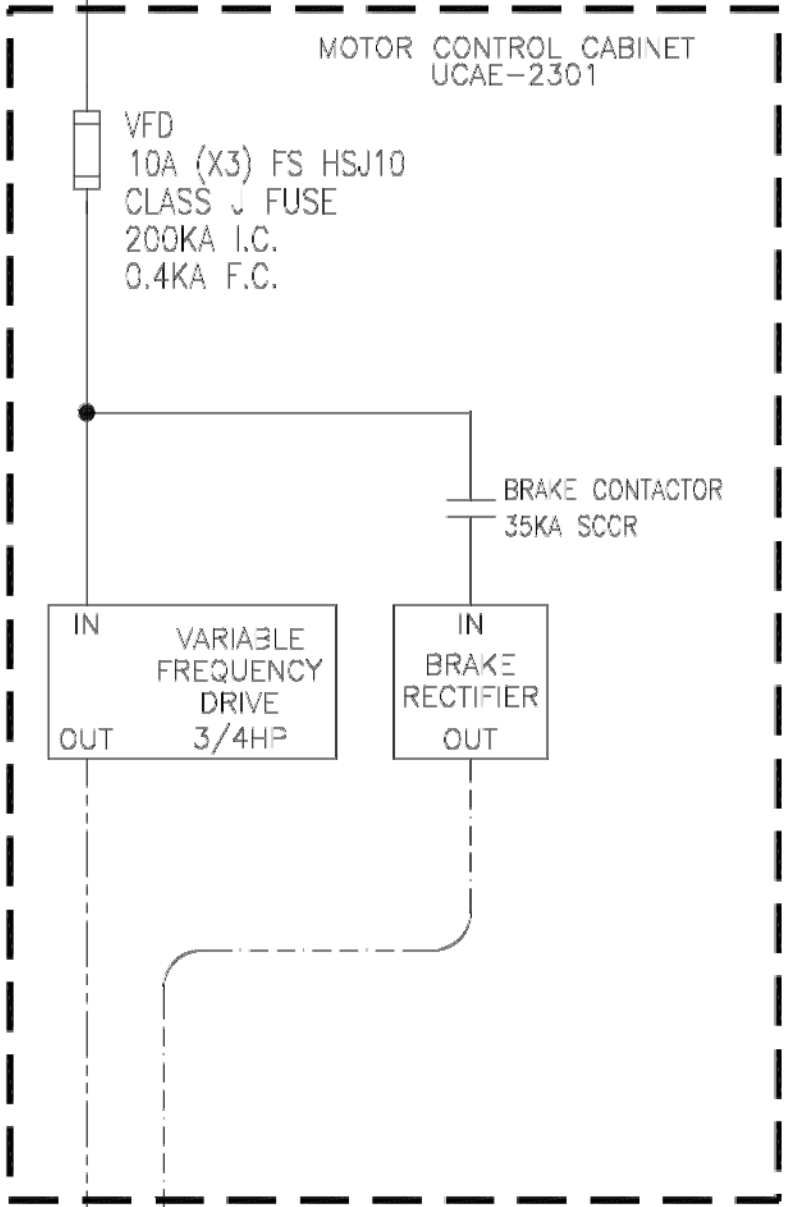 MOTOR CONTROL CABINET
UCAE-2301
VFD
10A (X3) FS HSJ10
CLASS J FUSE
200KA I.C.
0.4KA F.C.
BRAKE CONTACTOR
35KA SCCR
IN
VARIABLE
FREQUENCY
DRIVE
3/4HP
OUT
IN
BRAKE
RECTIFIER
OUT